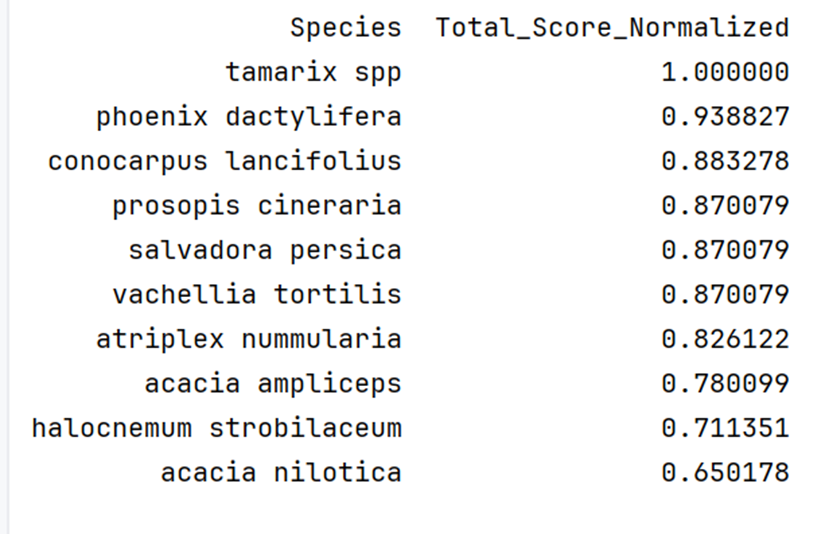 Species Total_Score_Normalized
tamarix spp 1.000000
phoenix dactylifera 0.938827
conocarpus lancifolius 0.883278
prosopis cineraria 0.870079
salvadora persica 0.870079
vachellia tortilis 0.870079
atriplex nummularia 0.826122
acacia ampliceps 0.780099
halocnemum strobilaceum 0.711351
acacia nilotica 0.650178